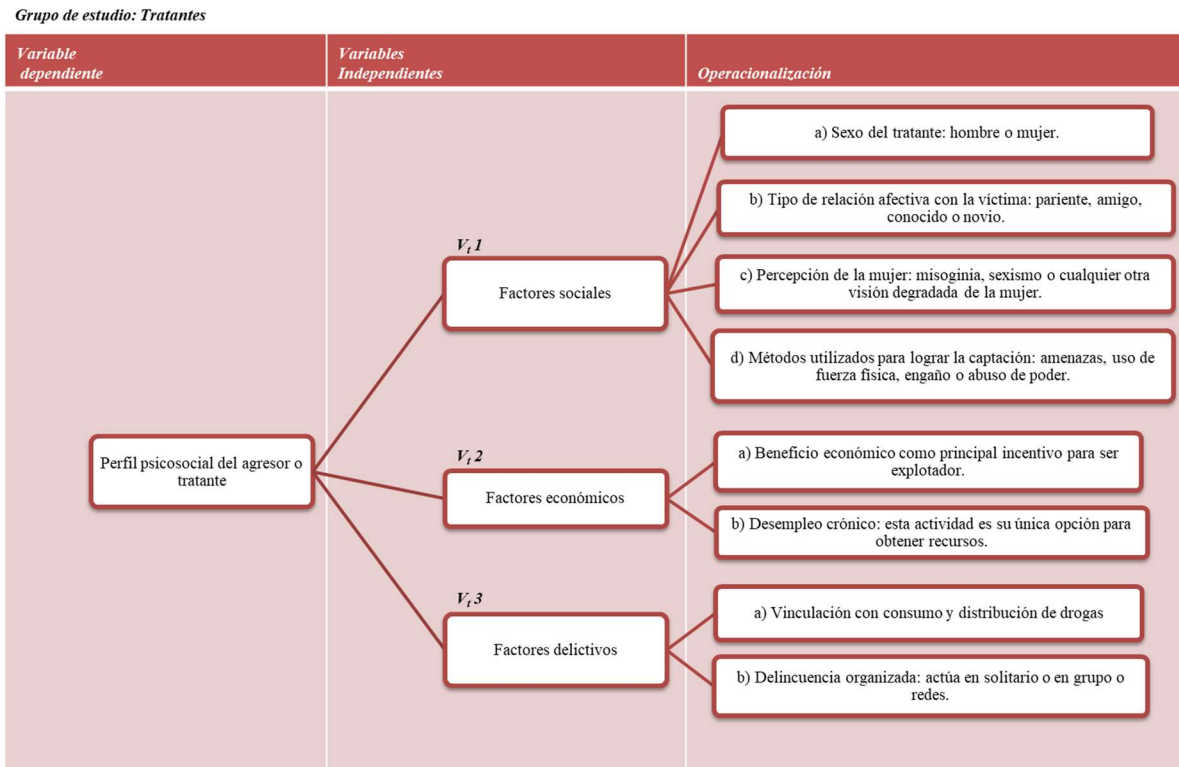 Grupo de estudio: Tratantes
Variable
dependiente
Variables
Independientes
Operacionalización
a) Sexo del tratante: hombre o mujer.
b) Tipo de relación afectiva con la víctima: pariente, amigo,
conocido o novio.
V_t 1
Factores sociales
c) Percepción de la mujer: misoginia, sexismo o cualquier otra
visión degradada de la mujer.
d) Métodos utilizados para lograr la captación: amenazas, uso de
fuerza física, engaño o abuso de poder.
Perfil psicosocial del agresor o
tratante
V_t 2
Factores económicos
a) Beneficio económico como principal incentivo para ser
explotador.
b) Desempleo crónico: esta actividad es su única opción para
obtener recursos.
V_t 3
Factores delictivos
a) Vinculación con consumo y distribución de drogas
b) Delincuencia organizada: actúa en solitario o en grupo o
redes.